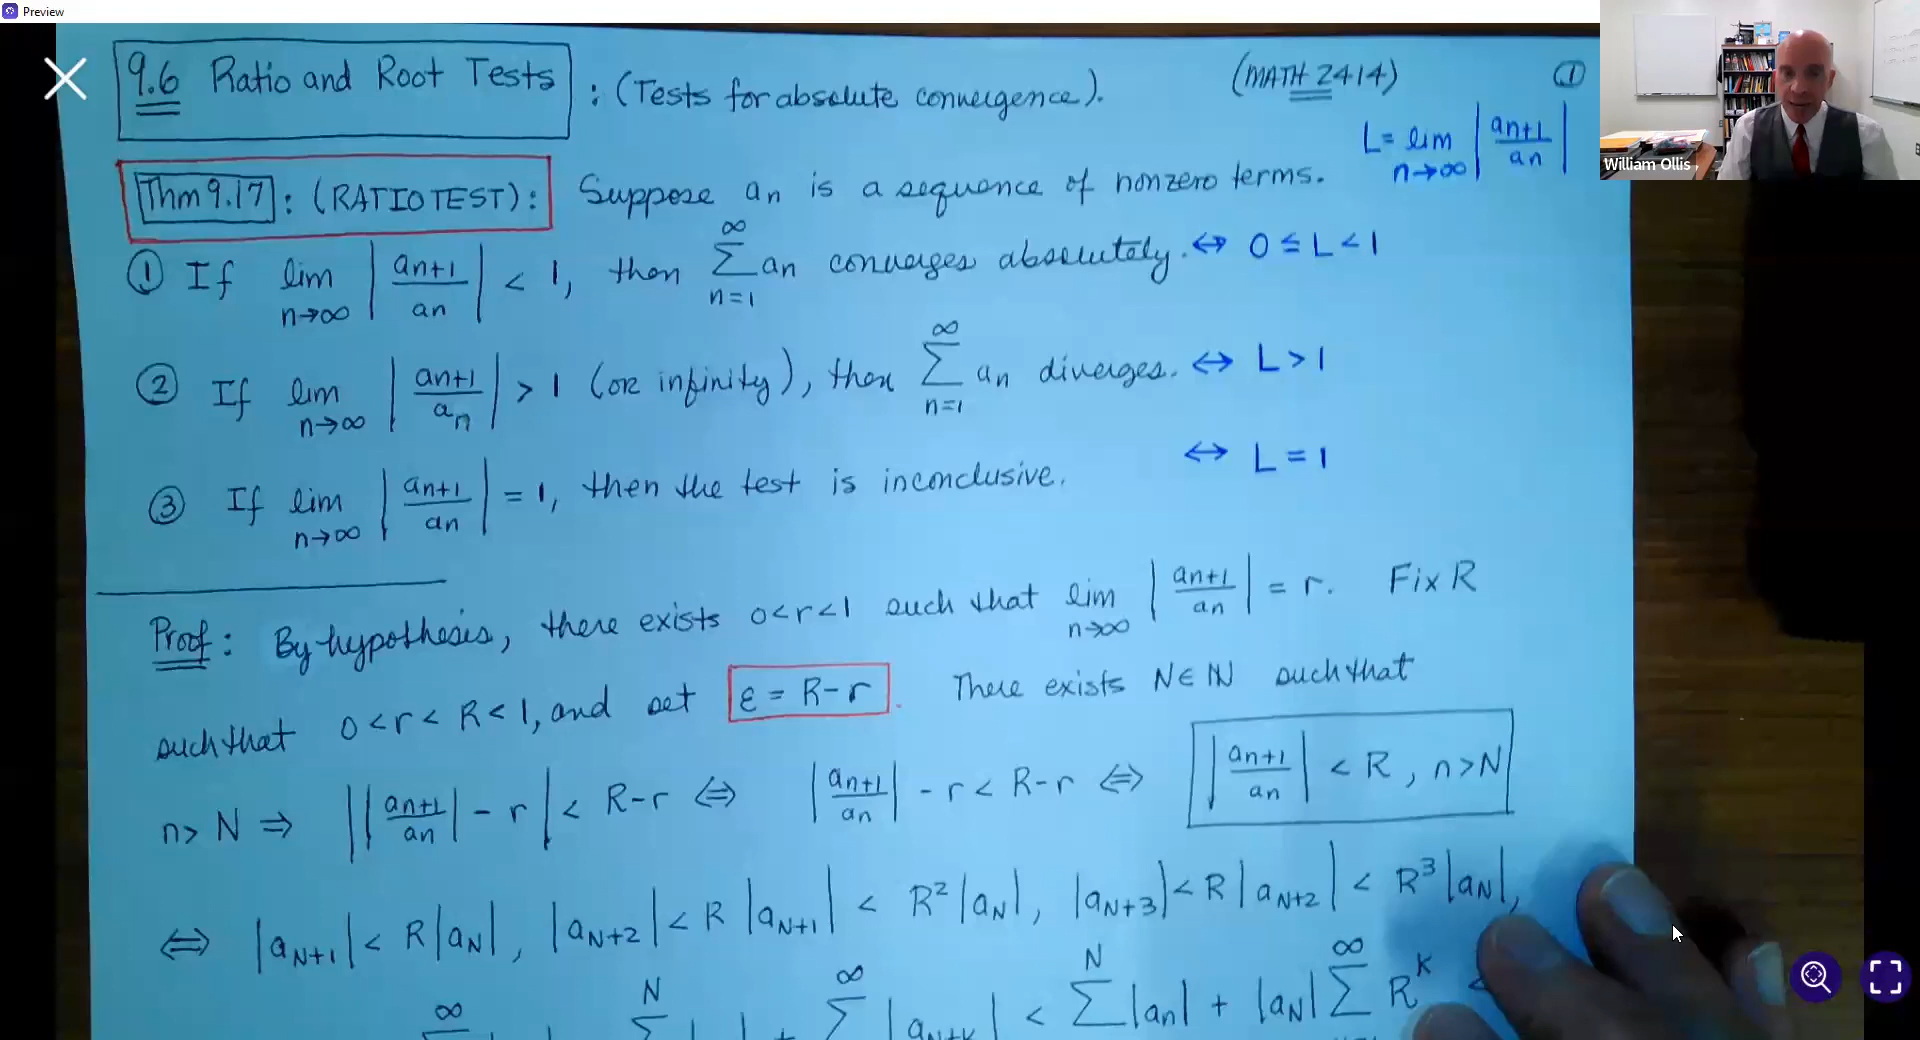 Preview
9.6 Ratio and Root Tests : (Tests for absolute convergence). (MATH 2414) ①
L = lim n→∞ |an+1/an|
William Ollis
Thm 9.17 : (RATIO TEST): Suppose an is a sequence of nonzero terms.
① If lim n→∞ |an+1/an| < 1, then ∞ Σ n=1 an converges absolutely. ⇔ 0 ≤ L < 1
② If lim n→∞ |an+1/an| > 1 (or infinity), then ∞ Σ n=1 an diverges. ⇔ L > 1
③ If lim n→∞ |an+1/an| = 1, then the test is inconclusive. ⇔ L = 1
Proof: By hypothesis, there exists 0<r<1 such that lim n→∞ |an+1/an| = r. Fix R
such that 0<r<R<1, and set ε = R-r. There exists N∈ℕ such that
n > N ⇒ ||an+1/an| - r| < R-r ⇔ |an+1/an| - r < R-r ⇔ |an+1/an| < R, n>N
⇔ |aN+1| < R|aN|, |aN+2| < R|aN+1| < R²|aN|, |aN+3| < R|aN+2| < R³|aN|,
∞ N Σ ∞ Σ |aN+k| < N Σ |an| + |aN| ∞ Σ R^k <